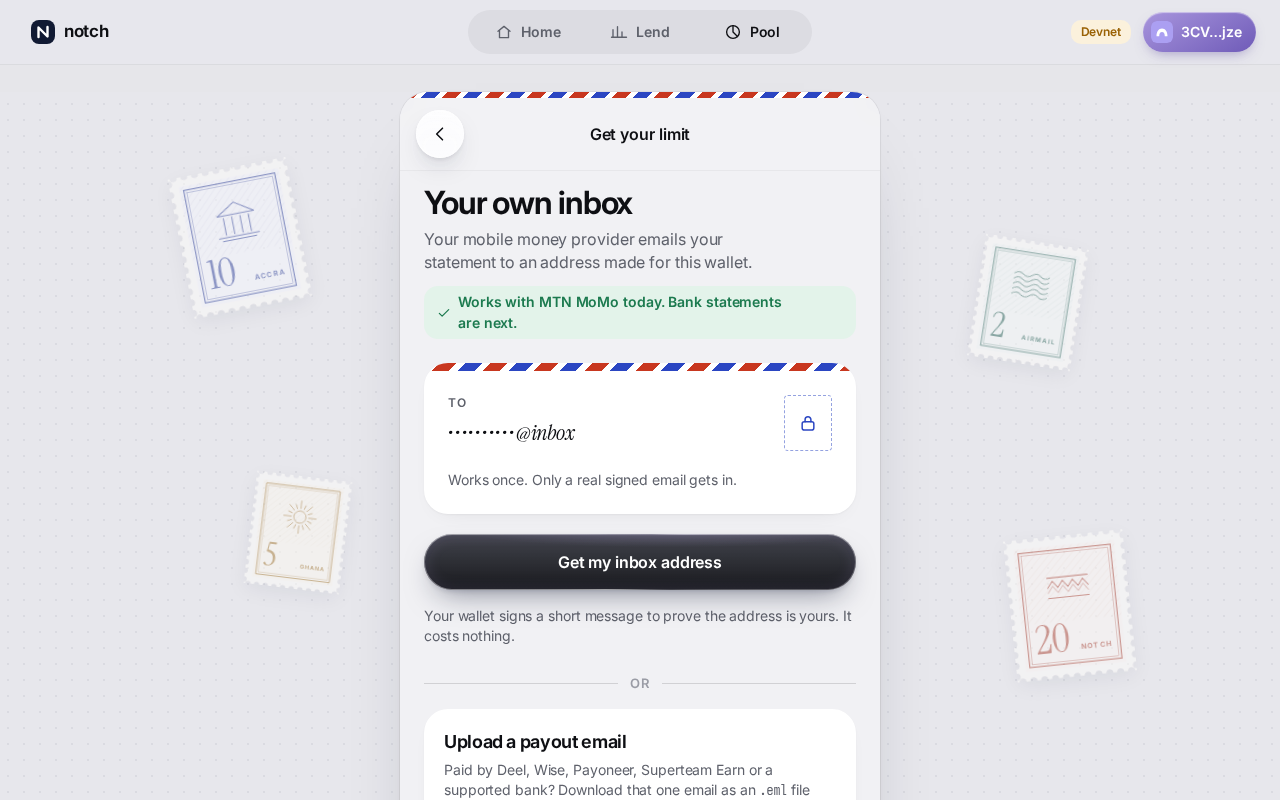 notch
Home
Lend
Pool
Devnet
3CV...jze
Get your limit
Your own inbox
Your mobile money provider emails your
statement to an address made for this wallet.
Works with MTN MoMo today. Bank statements
are next.
TO
··········@inbox
Works once. Only a real signed email gets in.
Get my inbox address
Your wallet signs a short message to prove the address is yours. It
costs nothing.
OR
Upload a payout email
Paid by Deel, Wise, Payoneer, Superteam Earn or a
supported bank? Download that one email as an .eml file
10 ACCRA
2 AIRMAIL
5 GHANA
20 NOTCH